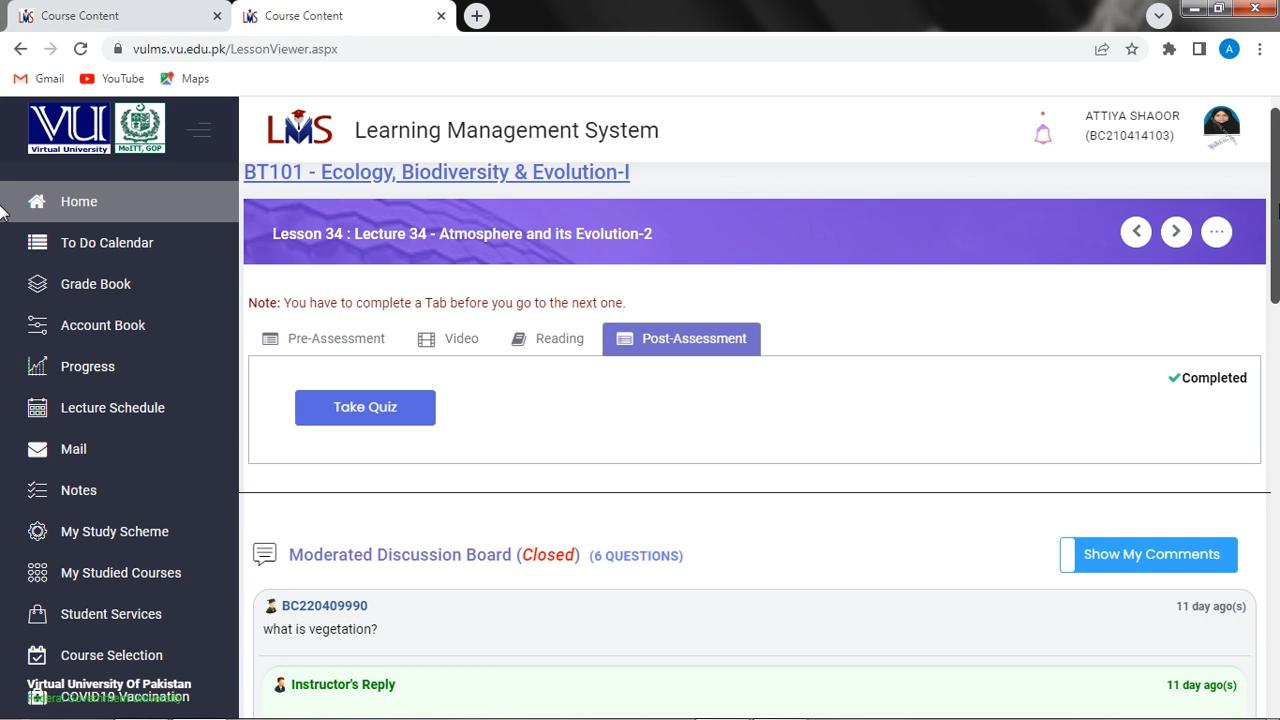 Course Content
Course Content
vulms.vu.edu.pk/LessonViewer.aspx
A
Gmail
YouTube
Maps
VU
Virtual University
MoITT, GOP
LMS
Learning Management System
ATTIYA SHAOOR
(BC210414103)
Home
To Do Calendar
Grade Book
Account Book
Progress
Lecture Schedule
Mail
Notes
My Study Scheme
My Studied Courses
Student Services
Course Selection
COVID19 Vaccination
Virtual University Of Pakistan
Federal Government University
BT101 - Ecology, Biodiversity & Evolution-I
Lesson 34 : Lecture 34 - Atmosphere and its Evolution-2
Note: You have to complete a Tab before you go to the next one.
Pre-Assessment
Video
Reading
Post-Assessment
Completed
Take Quiz
Moderated Discussion Board (Closed) (6 QUESTIONS)
Show My Comments
BC220409990
11 day ago(s)
what is vegetation?
Instructor's Reply
11 day ago(s)